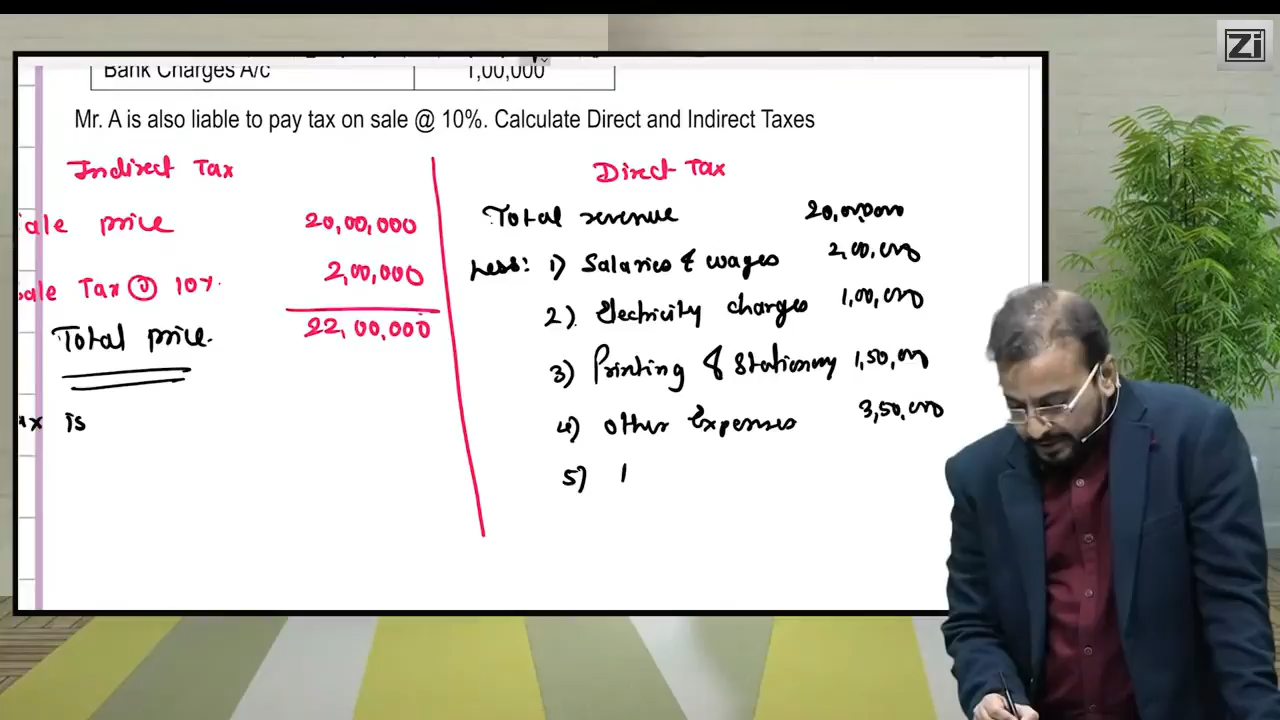 Zi
Bank Charges A/c 1,00,000
Mr. A is also liable to pay tax on sale @ 10%. Calculate Direct and Indirect Taxes
Indirect Tax
ale price 20,00,000
ale Tax @ 10%. 2,00,000
Total price. 22,00,000
ax is
Direct Tax
Total revenue 20,00,000
Less: 1) Salaries & wages 2,00,000
2) Electricity charges 1,00,000
3) Printing & Stationery 1,50,000
4) Other Expenses 3,50,000
5)